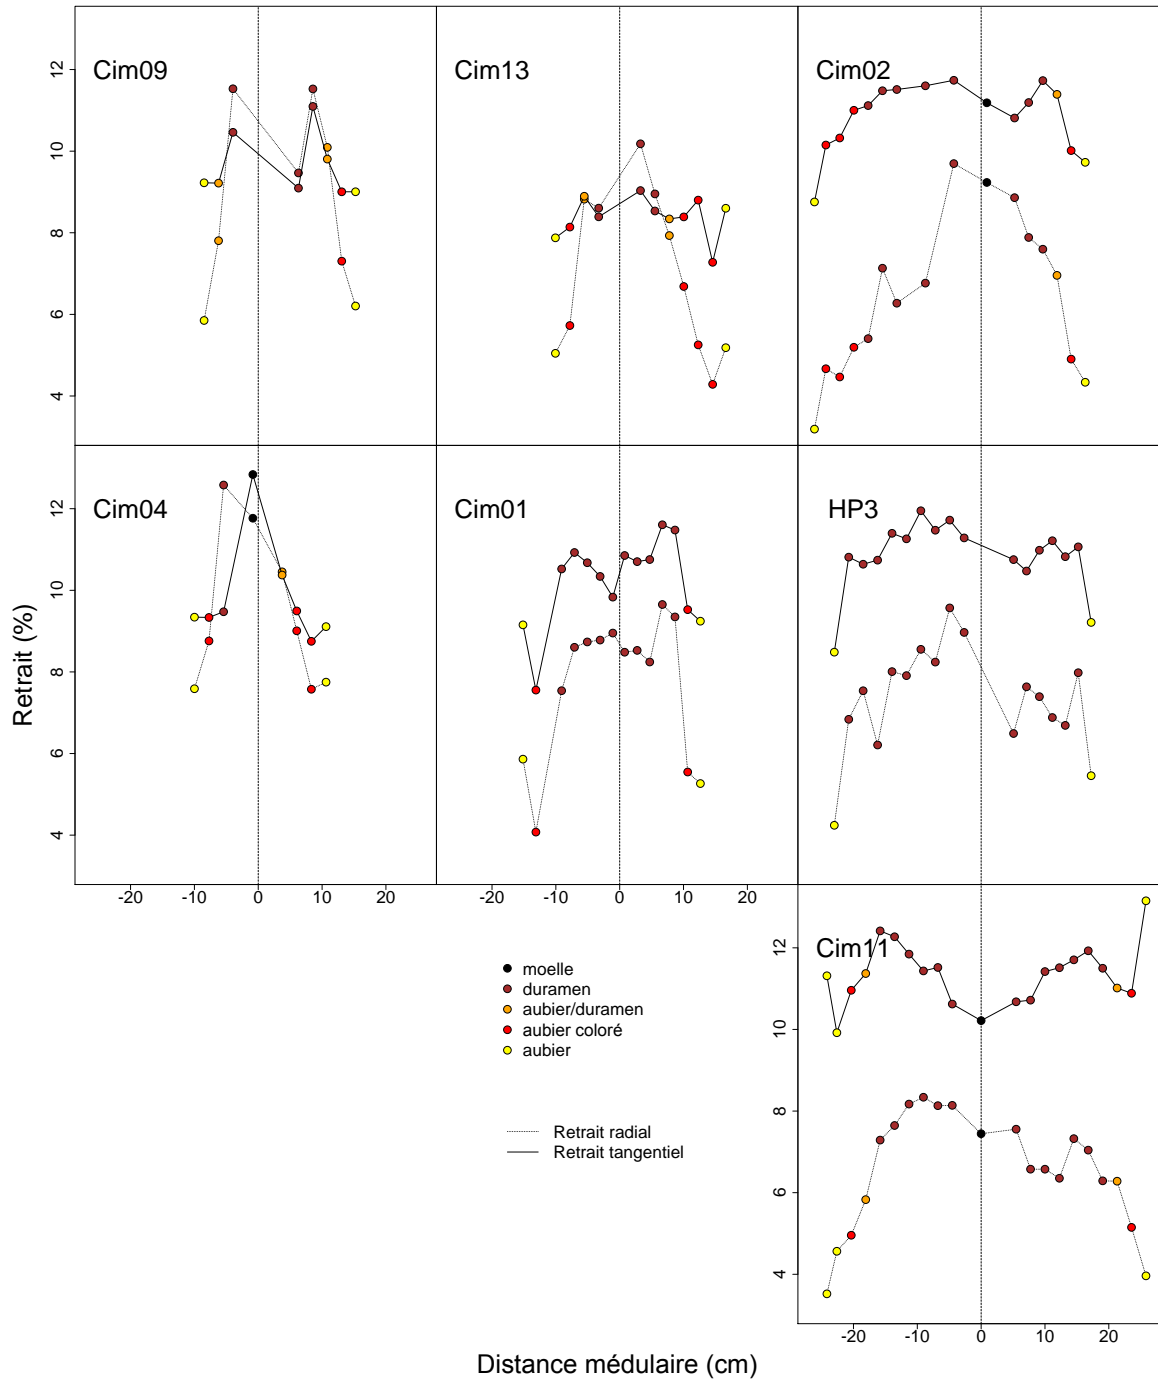 Cim09
Cim13
Cim02
12
10
8
6
4
Cim04
Cim01
HP3
12
10
8
6
4
Retrait (%)
-20 0 10 20
-20 0 10 20
Cim11
12
10
8
6
4
moelle
duramen
aubier/duramen
aubier coloré
aubier
Retrait radial
Retrait tangentiel
-20 -10 0 10 20
Distance médulaire (cm)